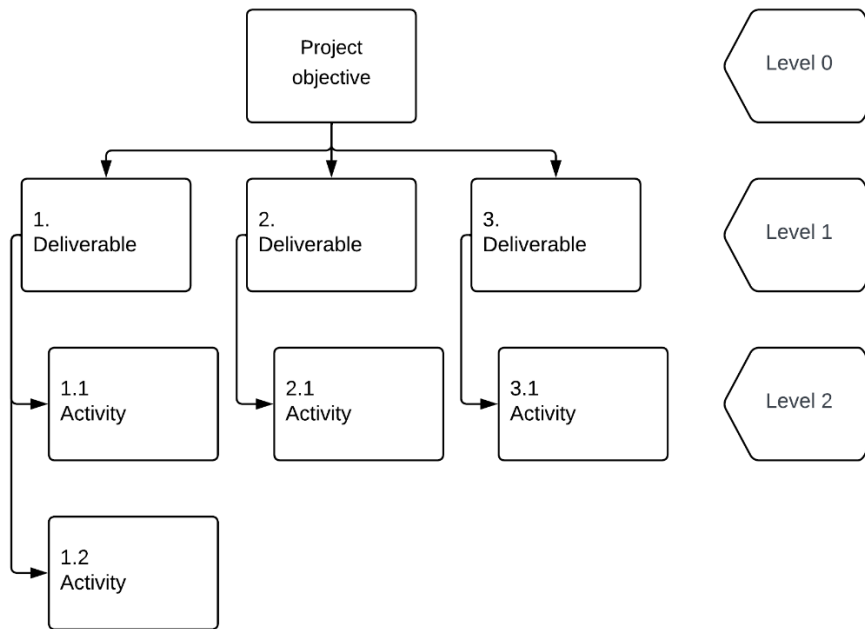 Project
objective
Level 0
1.
Deliverable
2.
Deliverable
3.
Deliverable
Level 1
1.1
Activity
2.1
Activity
3.1
Activity
Level 2
1.2
Activity